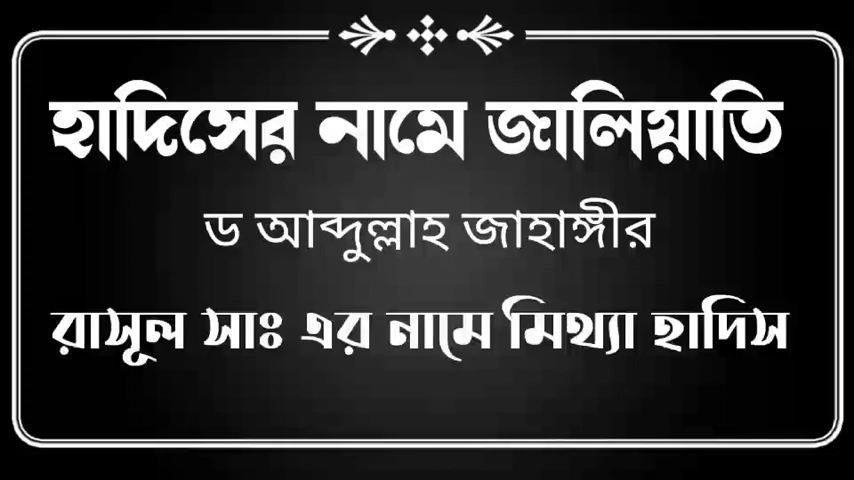 হাদিসের নামে জালিয়াতি
ড আব্দুল্লাহ জাহাঙ্গীর
রাসূল সাঃ এর নামে মিথ্যা হাদিস